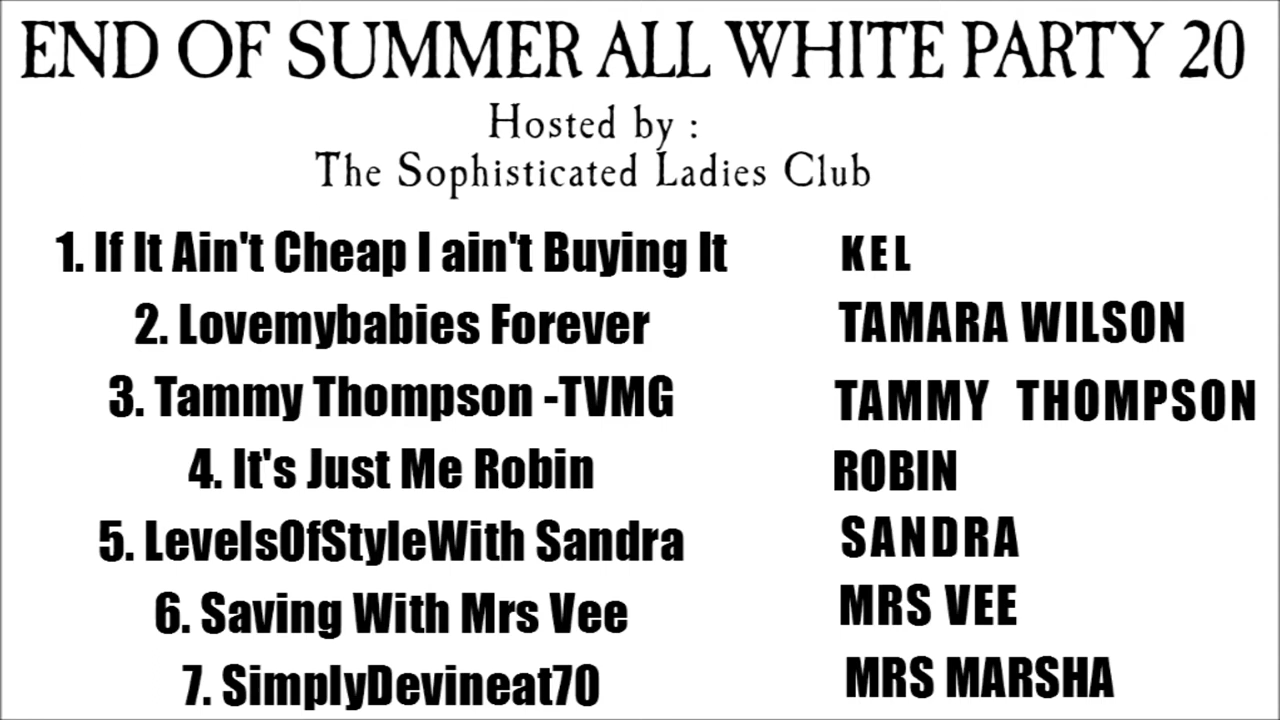 END OF SUMMER ALL WHITE PARTY 20
Hosted by :
The Sophisticated Ladies Club
1. If It Ain't Cheap I ain't Buying It KEL
2. Lovemybabies Forever TAMARA WILSON
3. Tammy Thompson -TVMG TAMMY THOMPSON
4. It's Just Me Robin ROBIN
5. LevelsOfStyleWith Sandra SANDRA
6. Saving With Mrs Vee MRS VEE
7. SimplyDevineat70 MRS MARSHA